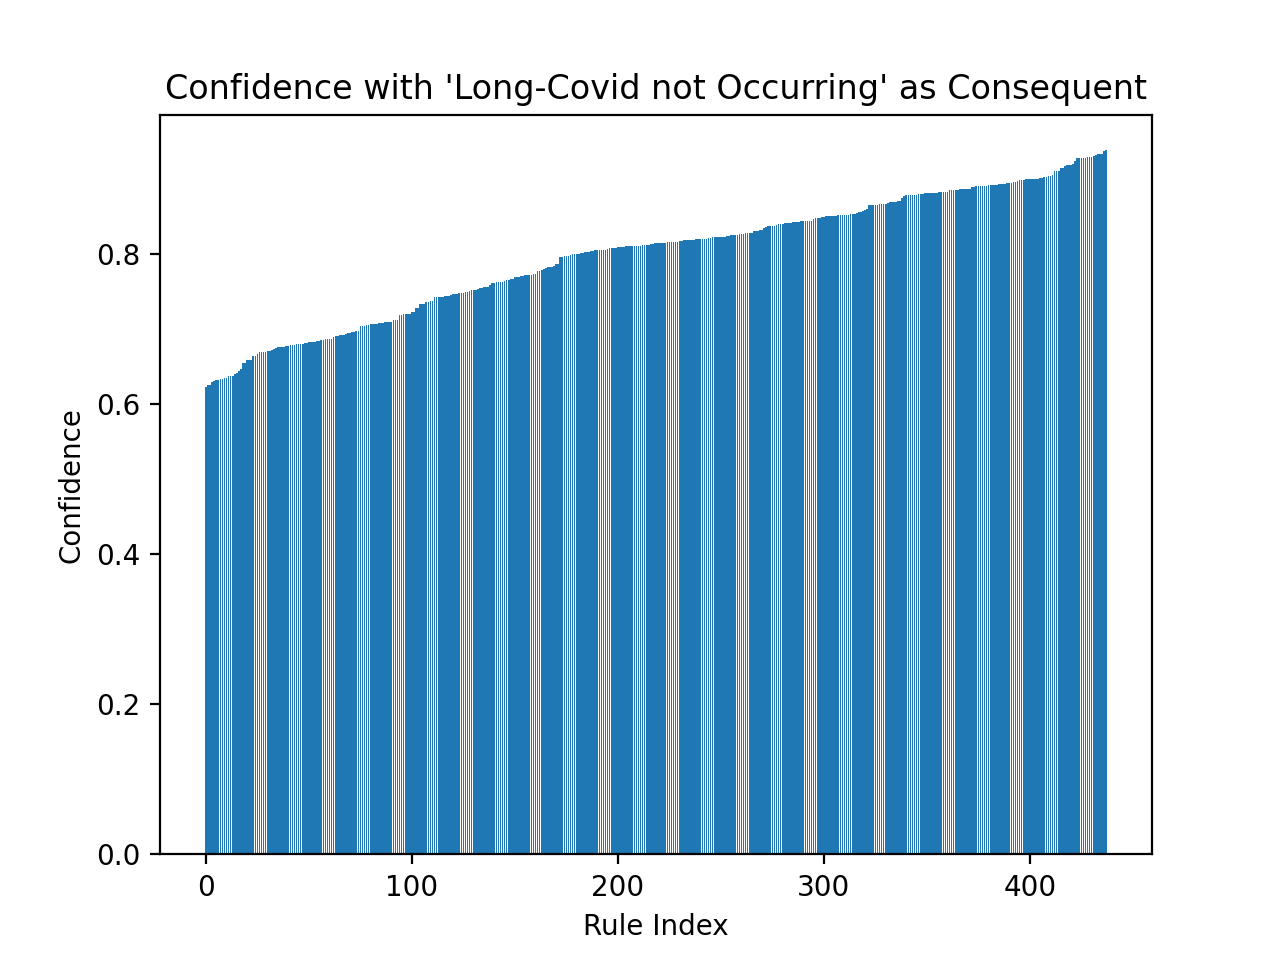 Confidence with 'Long-Covid not Occurring' as Consequent
0.8
0.6
0.4
0.2
0.0
Confidence
0 100 200 300 400
Rule Index